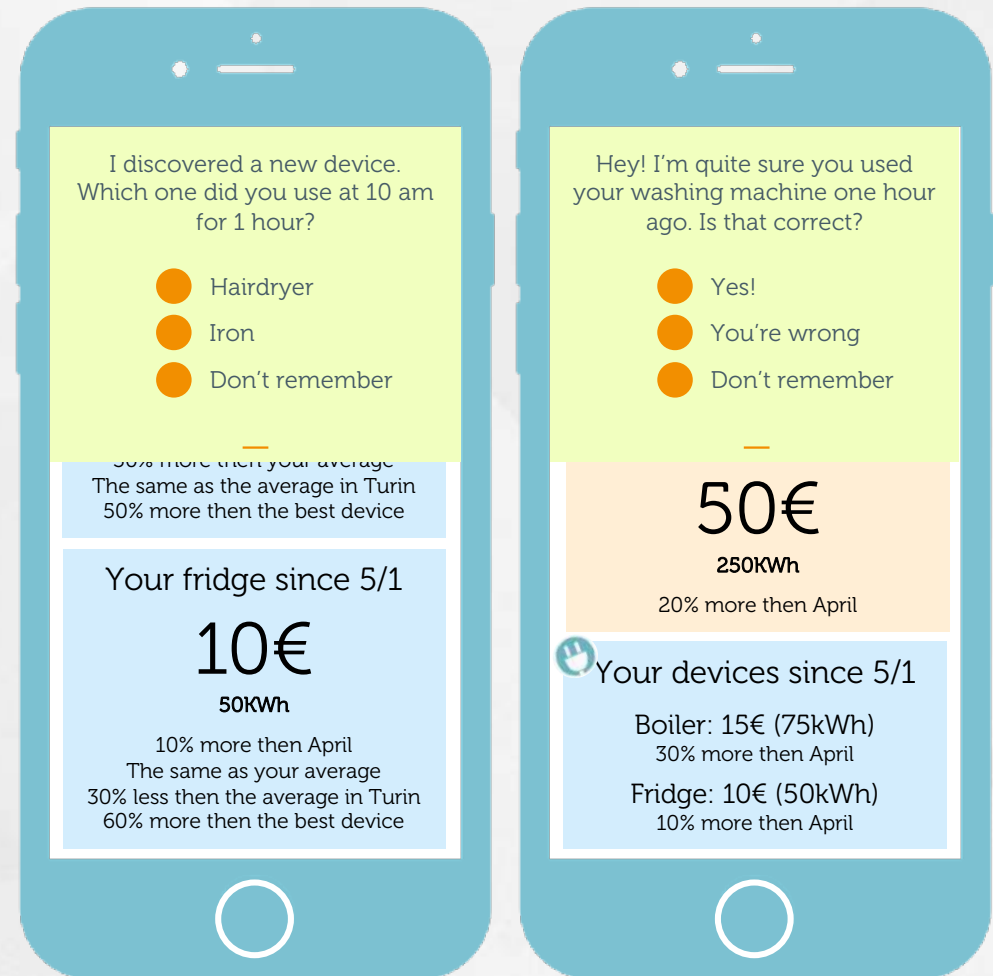 I discovered a new device.
Which one did you use at 10 am
for 1 hour?
Hairdryer
Iron
Don't remember
more then your average
The same as the average in Turin
50% more then the best device
Your fridge since 5/1
10€
50KWh
10% more then April
The same as your average
30% less then the average in Turin
60% more then the best device
Hey! I'm quite sure you used
your washing machine one hour
ago. Is that correct?
Yes!
You're wrong
Don't remember
50€
250KWh
20% more then April
Your devices since 5/1
Boiler: 15€ (75kWh)
30% more then April
Fridge: 10€ (50kWh)
10% more then April